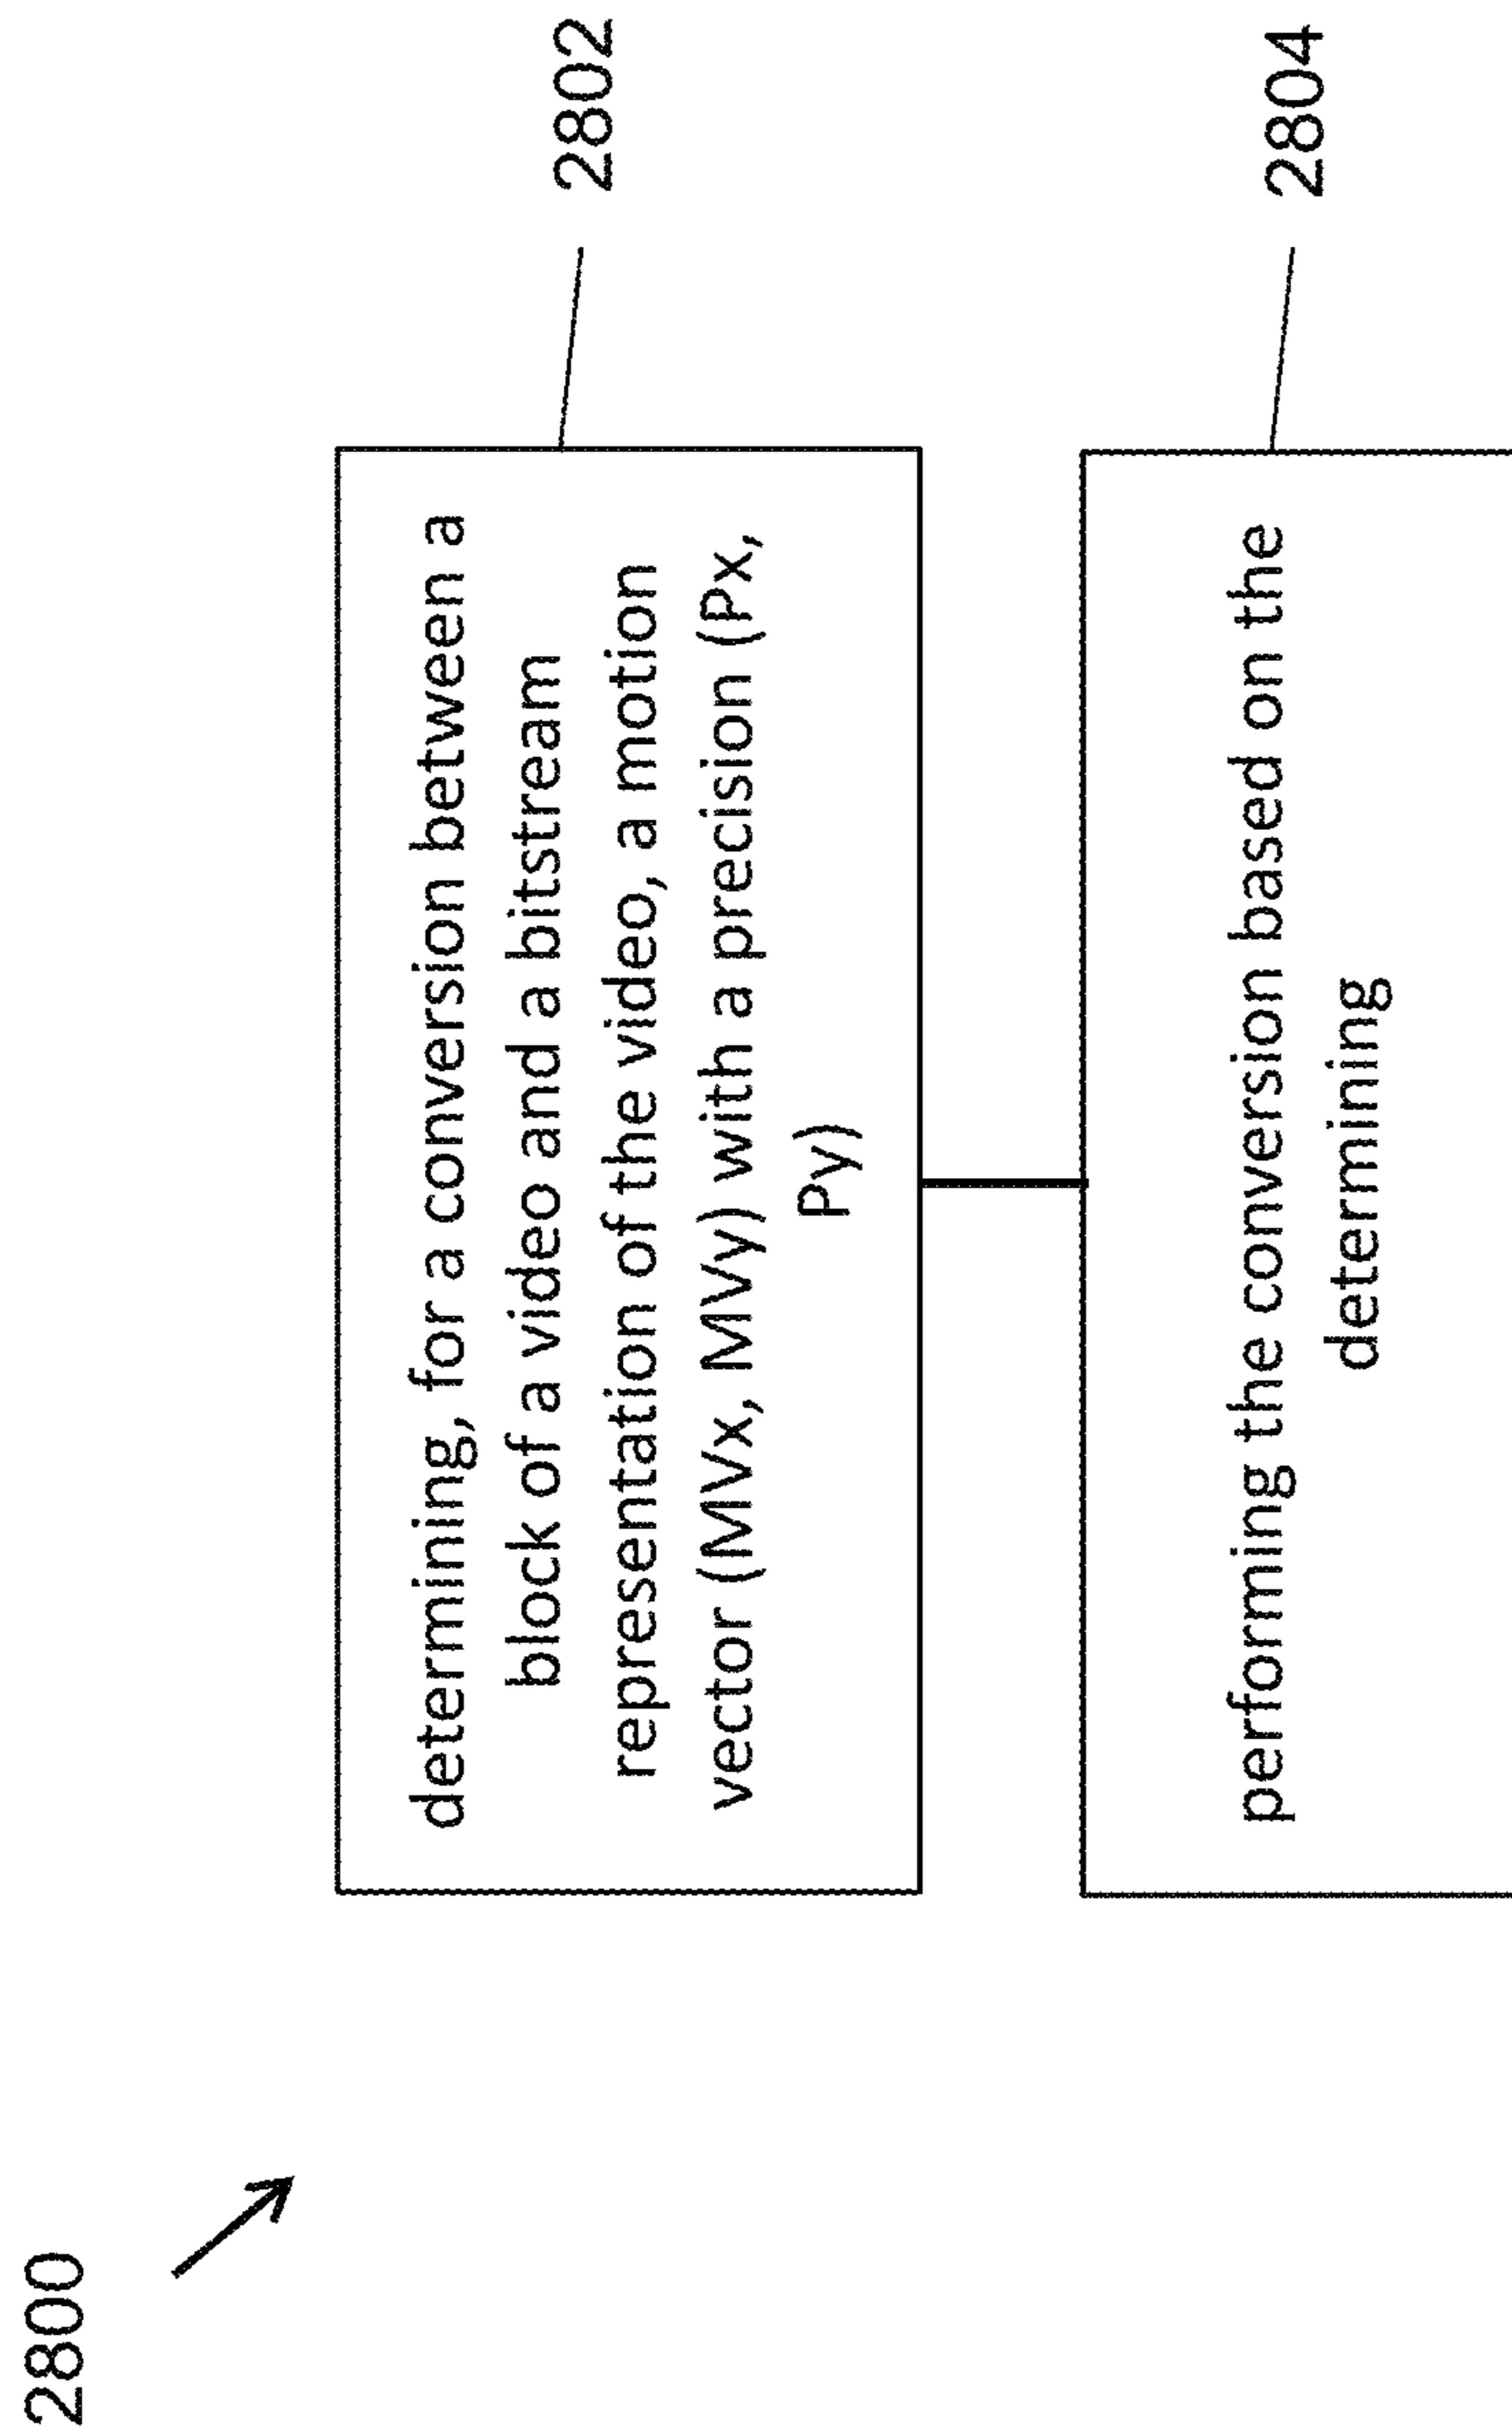 2800
determining, for a conversion between a
block of a video and a bitstream
representation of the video, a motion
vector (MVx, MVy) with a precision (Px,
Py)
2802
performing the conversion based on the
determining
2804